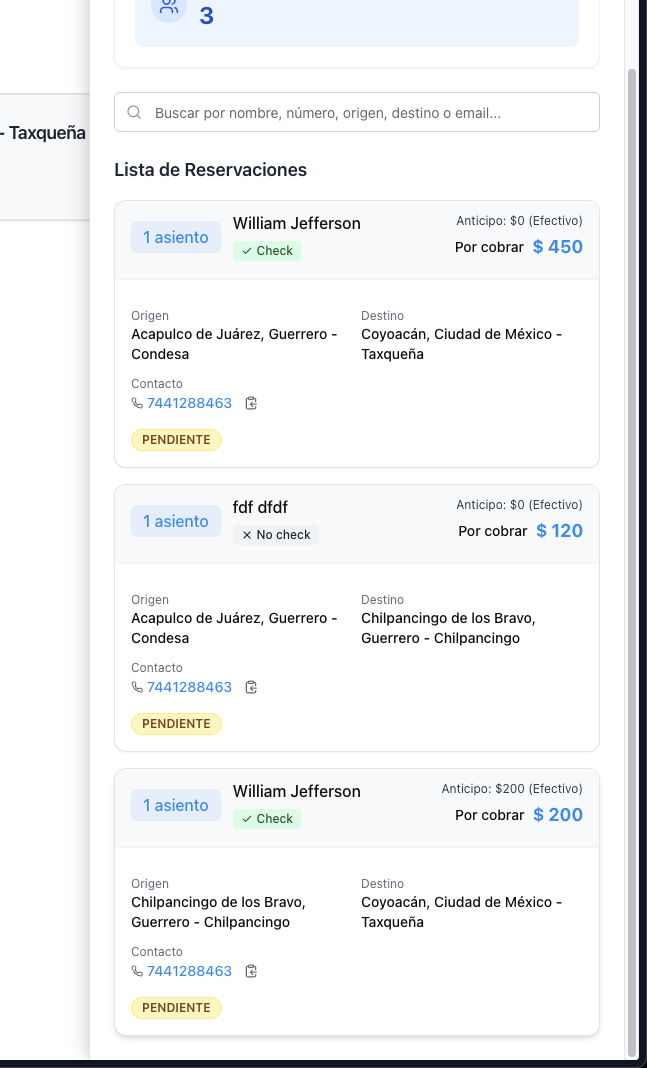 3
- Taxqueña
Buscar por nombre, número, origen, destino o email...
Lista de Reservaciones
1 asiento
William Jefferson
Check
Anticipo: $0 (Efectivo)
Por cobrar $ 450
Origen
Acapulco de Juárez, Guerrero -
Condesa
Destino
Coyoacán, Ciudad de México -
Taxqueña
Contacto
7441288463
PENDIENTE
1 asiento
fdf dfdf
No check
Anticipo: $0 (Efectivo)
Por cobrar $ 120
Origen
Acapulco de Juárez, Guerrero -
Condesa
Destino
Chilpancingo de los Bravo,
Guerrero - Chilpancingo
Contacto
7441288463
PENDIENTE
1 asiento
William Jefferson
Check
Anticipo: $200 (Efectivo)
Por cobrar $ 200
Origen
Chilpancingo de los Bravo,
Guerrero - Chilpancingo
Destino
Coyoacán, Ciudad de México -
Taxqueña
Contacto
7441288463
PENDIENTE